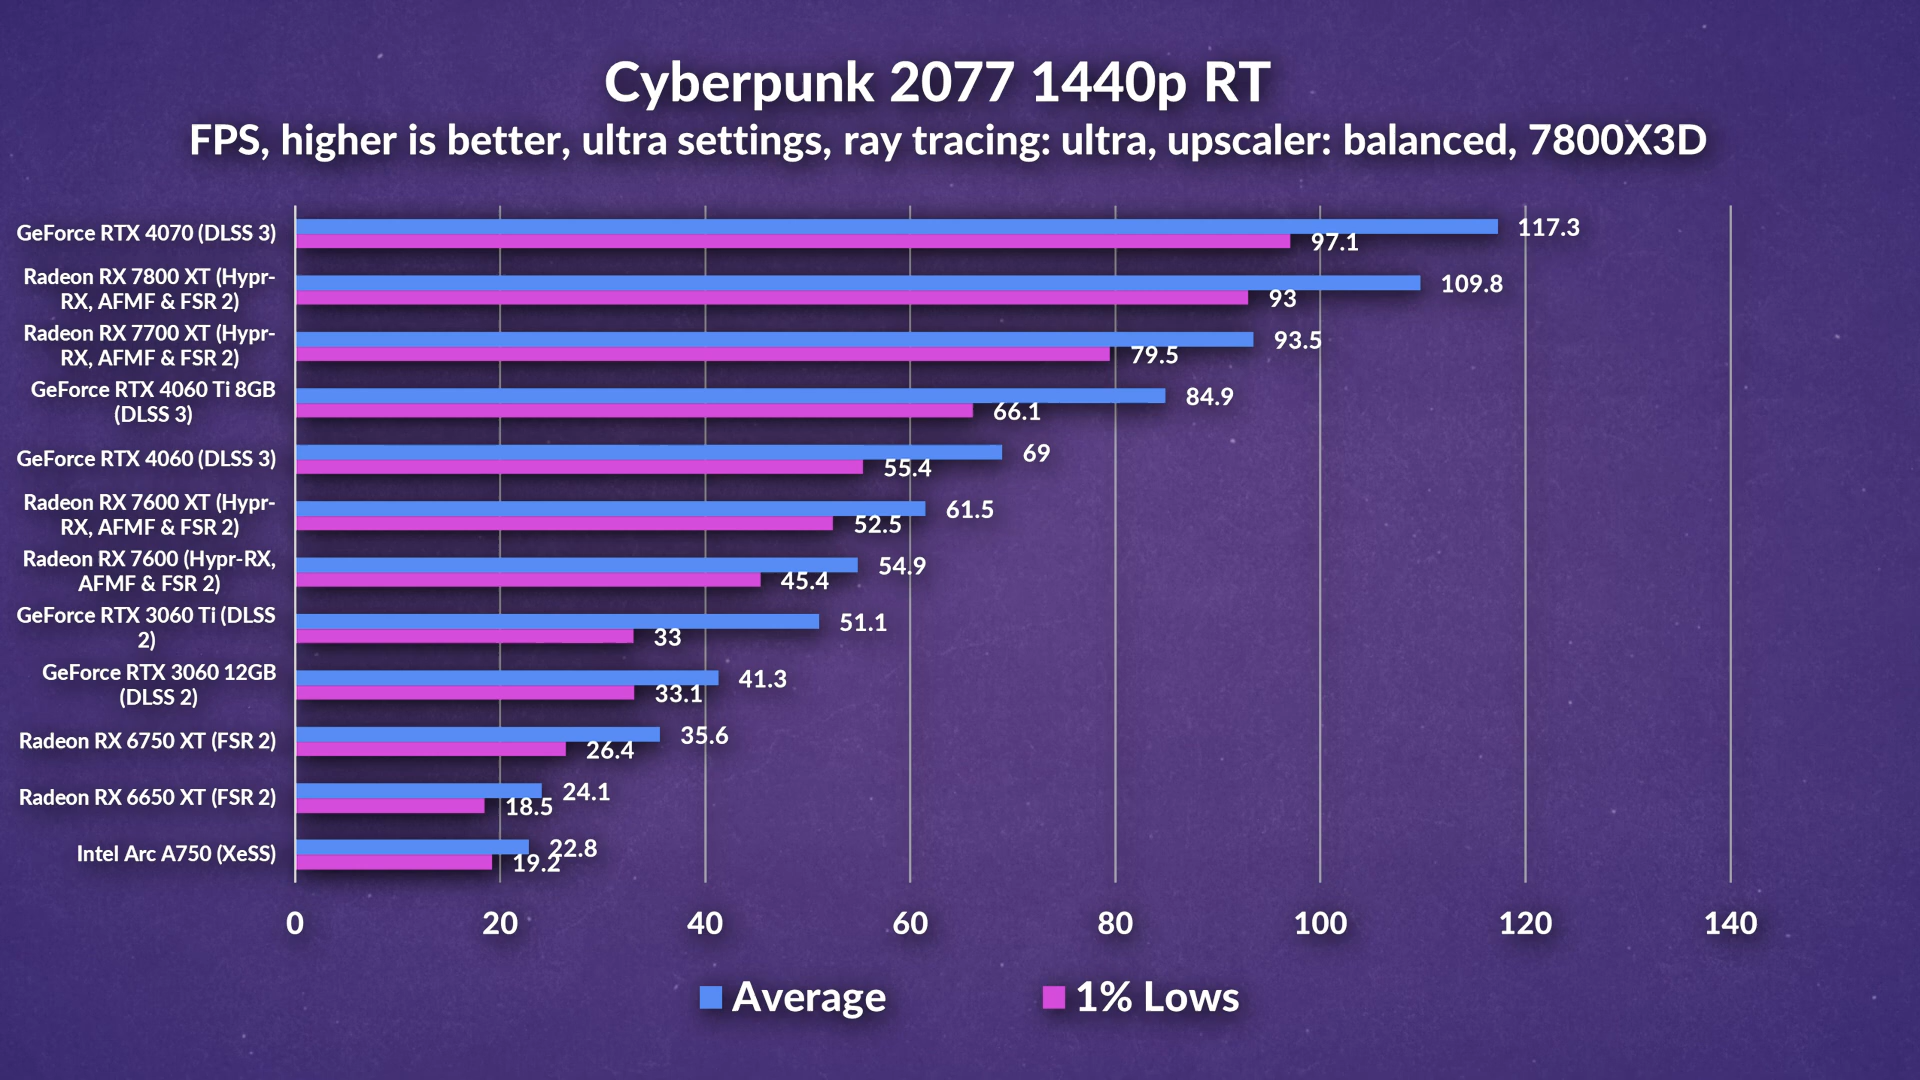 Cyberpunk 2077 1440p RT
FPS, higher is better, ultra settings, ray tracing: ultra, upscaler: balanced, 7800X3D
GeForce RTX 4070 (DLSS 3)
117.3
97.1
Radeon RX 7800 XT (Hypr-
RX, AFMF & FSR 2)
109.8
93
Radeon RX 7700 XT (Hypr-
RX, AFMF & FSR 2)
93.5
79.5
GeForce RTX 4060 Ti 8GB
(DLSS 3)
84.9
66.1
GeForce RTX 4060 (DLSS 3)
69
55.4
Radeon RX 7600 XT (Hypr-
RX, AFMF & FSR 2)
61.5
52.5
Radeon RX 7600 (Hypr-RX,
AFMF & FSR 2)
54.9
45.4
GeForce RTX 3060 Ti (DLSS
2)
51.1
33
GeForce RTX 3060 12GB
(DLSS 2)
41.3
33.1
Radeon RX 6750 XT (FSR 2)
35.6
26.4
Radeon RX 6650 XT (FSR 2)
24.1
18.5
Intel Arc A750 (XeSS)
22.8
19.2
0 20 40 60 80 100 120 140
Average 1% Lows